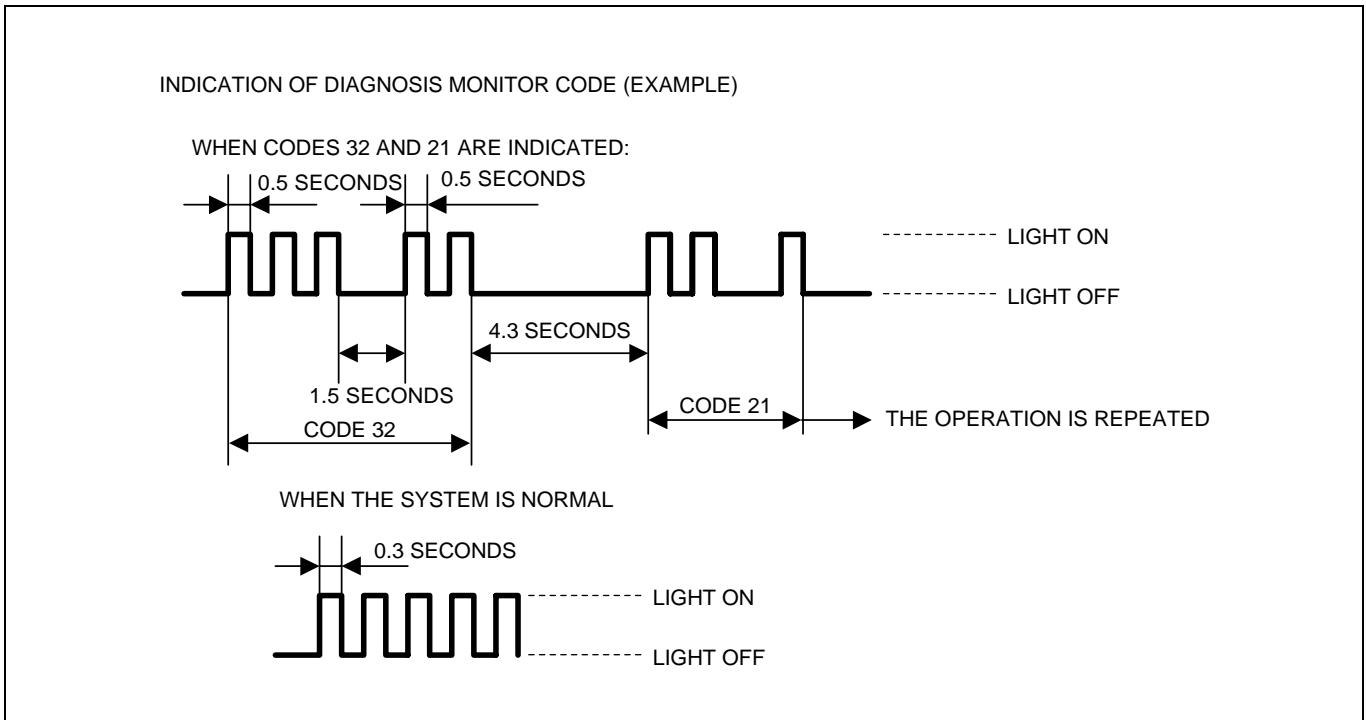 INDICATION OF DIAGNOSIS MONITOR CODE (EXAMPLE)
WHEN CODES 32 AND 21 ARE INDICATED:
0.5 SECONDS
0.5 SECONDS
LIGHT ON
LIGHT OFF
4.3 SECONDS
1.5 SECONDS
CODE 32
CODE 21
THE OPERATION IS REPEATED
WHEN THE SYSTEM IS NORMAL
0.3 SECONDS
LIGHT ON
LIGHT OFF